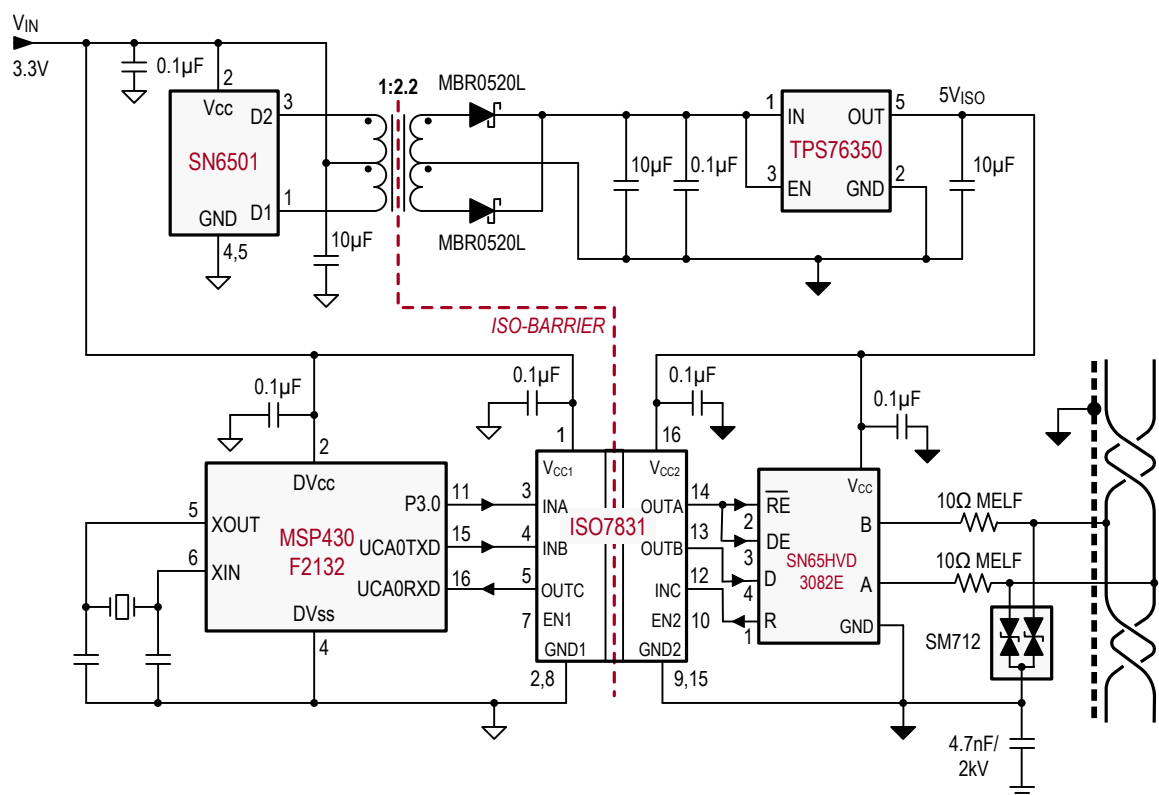 VIN
3.3V
0.1µF
2
Vcc
D2
3
SN6501
D1
1
GND
4,5
10µF
1:2.2
MBR0520L
MBR0520L
10µF
0.1µF
1
IN
OUT
5
TPS76350
3
EN
GND
2
5VISO
10µF
ISO-BARRIER
0.1µF
2
DVcc
5
XOUT
P3.0
11
MSP430
F2132
UCA0TXD
15
6
XIN
UCA0RXD
16
DVss
4
0.1µF
1
VCC1
3
INA
4
INB
5
OUTC
7
EN1
GND1
2,8
ISO7831
0.1µF
16
VCC2
OUTA
14
OUTB
13
INC
12
EN2
10
GND2
9,15
0.1µF
VCC
RE
2
DE
3
D
4
R
1
SN65HVD
3082E
B
A
GND
10Ω MELF
10Ω MELF
SM712
4.7nF/
2kV